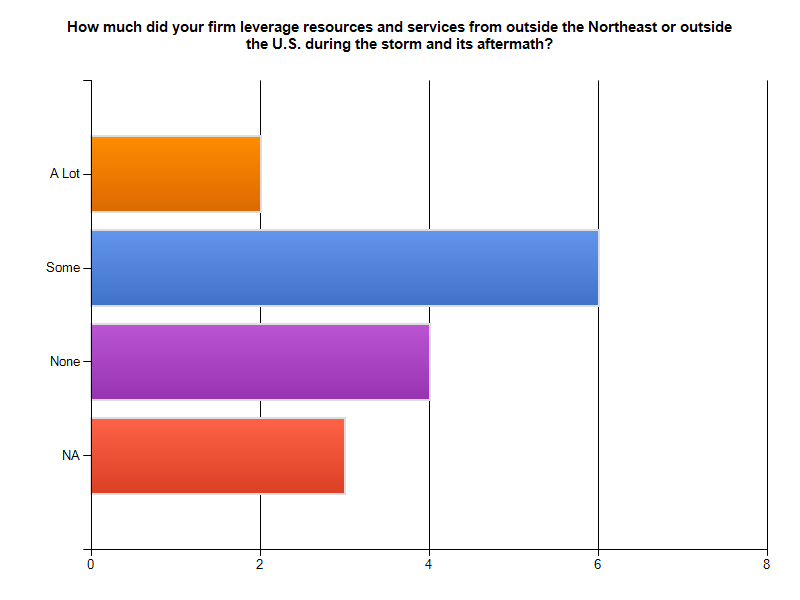 How much did your firm leverage resources and services from outside the Northeast or outside
the U.S. during the storm and its aftermath?
A Lot
Some
None
NA
0 2 4 6 8